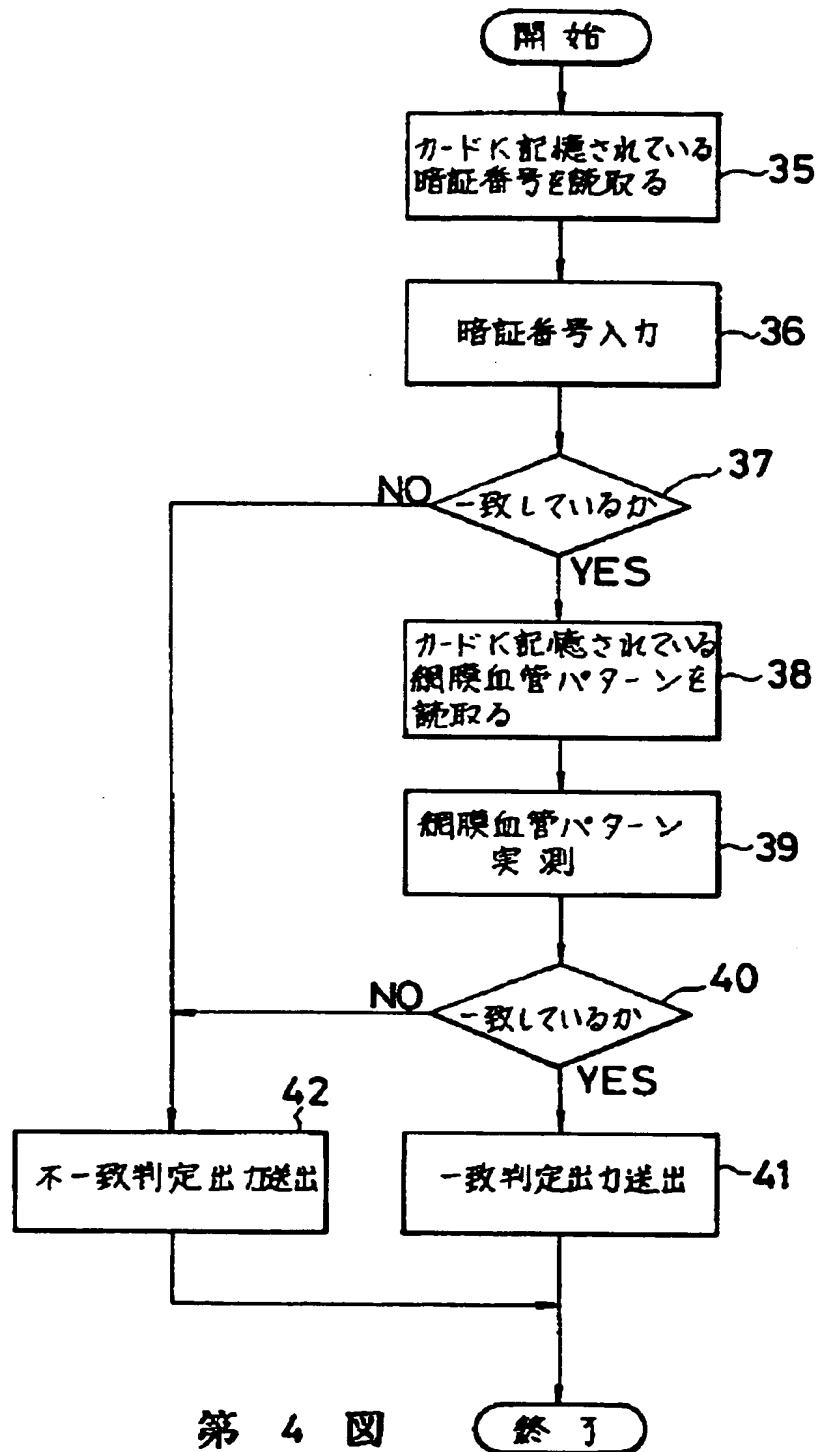 開始
カードに記憶されている
暗証番号を読取る
35
暗証番号入力
36
37
一致しているか
NO
YES
カードに記憶されている
網膜血管パターンを
読取る
38
網膜血管パターン
実測
39
40
一致しているか
NO
YES
42
不一致判定出力送出
一致判定出力送出
41
第4図
終了